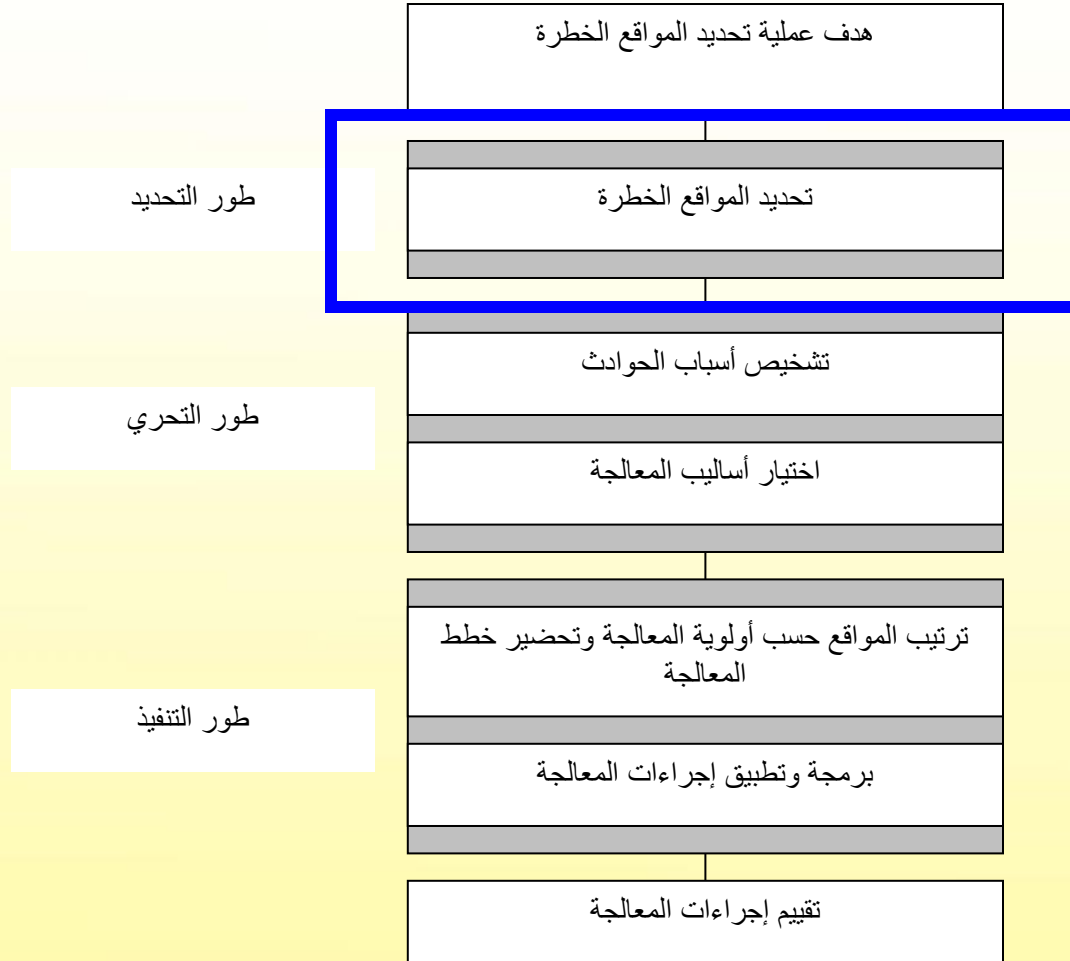 هدف عملية تحديد المواقع الخطرة
طور التحديد
تحديد المواقع الخطرة
تشخيص أسباب الحوادث
طور التحري
اختيار أساليب المعالجة
ترتيب المواقع حسب أولوية المعالجة وتحضير خطط
المعالجة
طور التنفيذ
برمجة وتطبيق إجراءات المعالجة
تقييم إجراءات المعالجة